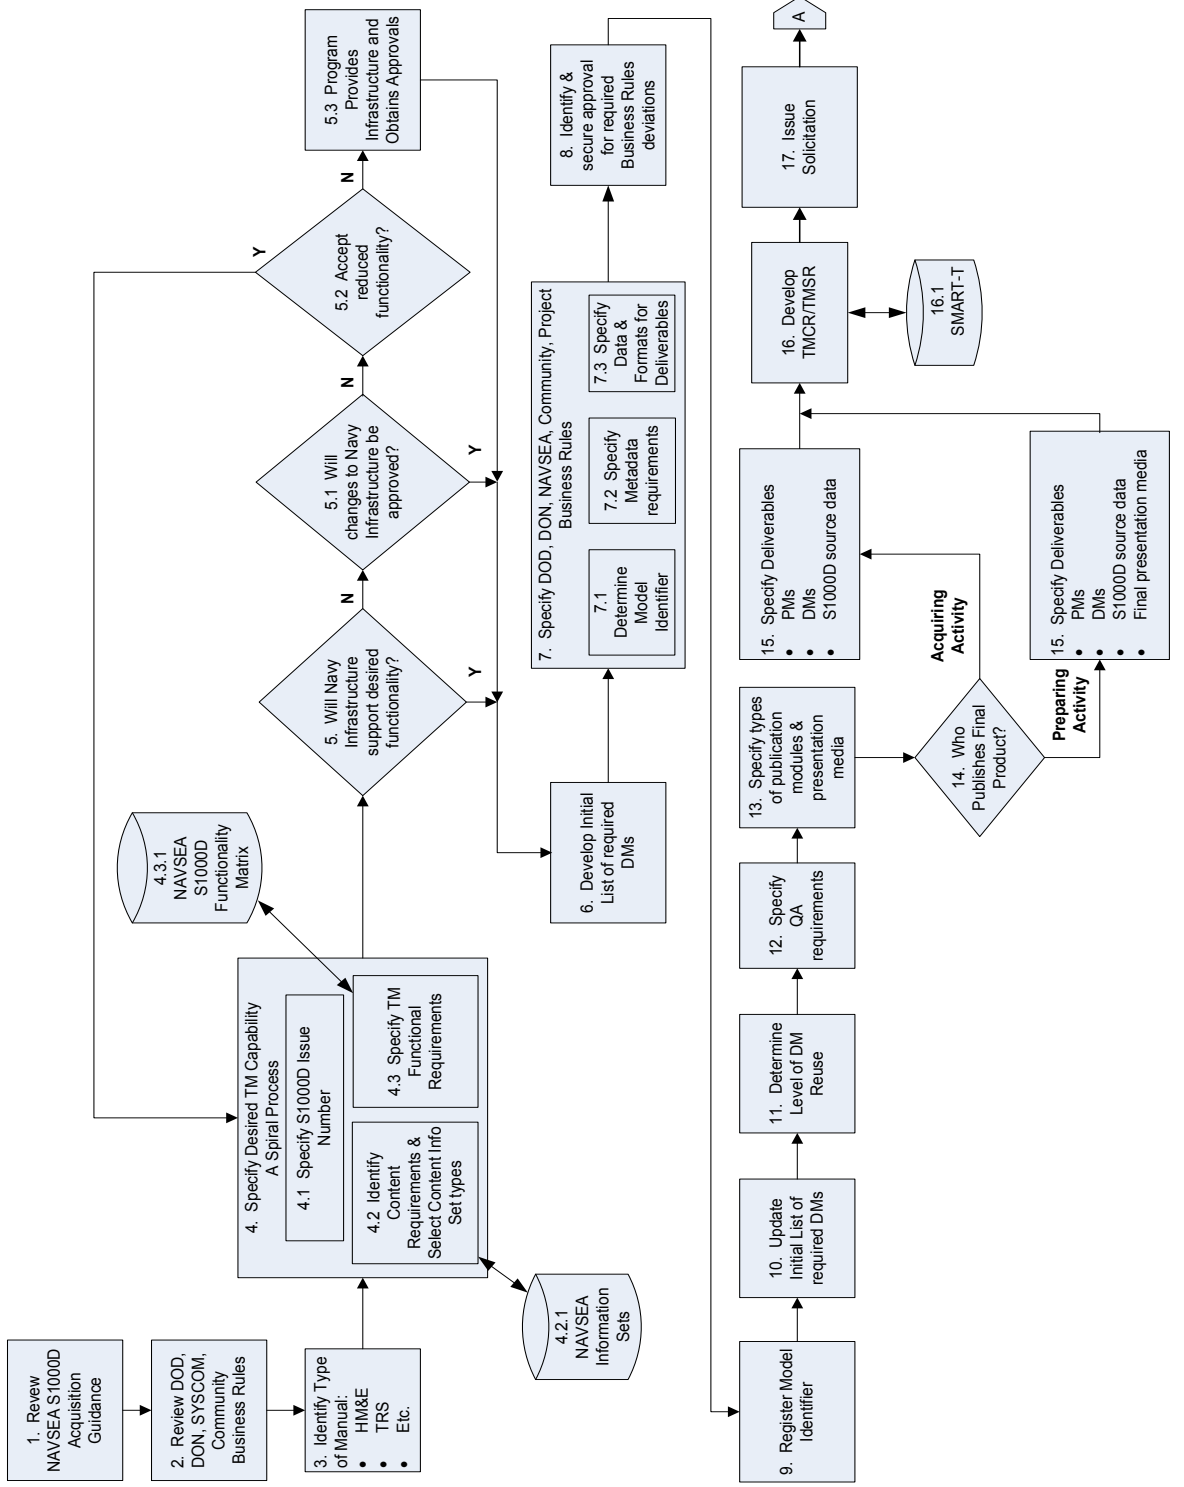 1. Revew
NAVSEA S1000D
Acquisition
Guidance
2. Review DOD,
DON, SYSCOM,
Community
Business Rules
3. Identify Type
of Manual:
• HM&E
• TRS
• Etc.
4. Specify Desired TM Capability
A Spiral Process
4.1 Specify S1000D Issue
Number
4.2 Identify
Content
Requirements &
Select Content Info
Set types
4.3 Specify TM
Functional
Requirements
4.2.1
NAVSEA
Information
Sets
4.3.1
NAVSEA
S1000D
Functionality
Matrix
5. Will Navy
Infrastructure
support desired
functionality?
N
Y
5.1 Will
changes to Navy
Infrastructure be
approved?
N
Y
5.2 Accept
reduced
functionality?
Y
N
5.3 Program
Provides
Infrastructure and
Obtains Approvals
6. Develop Initial
List of required
DMs
7. Specify DOD, DON, NAVSEA, Community, Project
Business Rules
7.1
Determine
Model
Identifier
7.2 Specify
Metadata
requirements
7.3 Specify
Data &
Formats for
Deliverables
8. Identify &
secure approval
for required
Business Rules
deviations
9. Register Model
Identifier
10. Update
Initial List of
required DMs
11. Determine
Level of DM
Reuse
12. Specify
QA
requirements
13. Specify types
of publication
modules &
presentation
media
14. Who
Publishes Final
Product?
Acquiring
Activity
Preparing
Activity
15. Specify Deliverables
• PMs
• DMs
• S1000D source data
15. Specify Deliverables
• PMs
• DMs
• S1000D source data
• Final presentation media
16. Develop
TMCR/TMSR
16.1
SMART-T
17. Issue
Solicitation
A